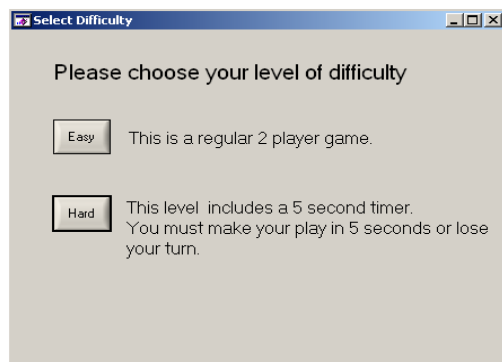 Select Difficulty
Please choose your level of difficulty
Easy
This is a regular 2 player game.
Hard
This level includes a 5 second timer.
You must make your play in 5 seconds or lose
your turn.